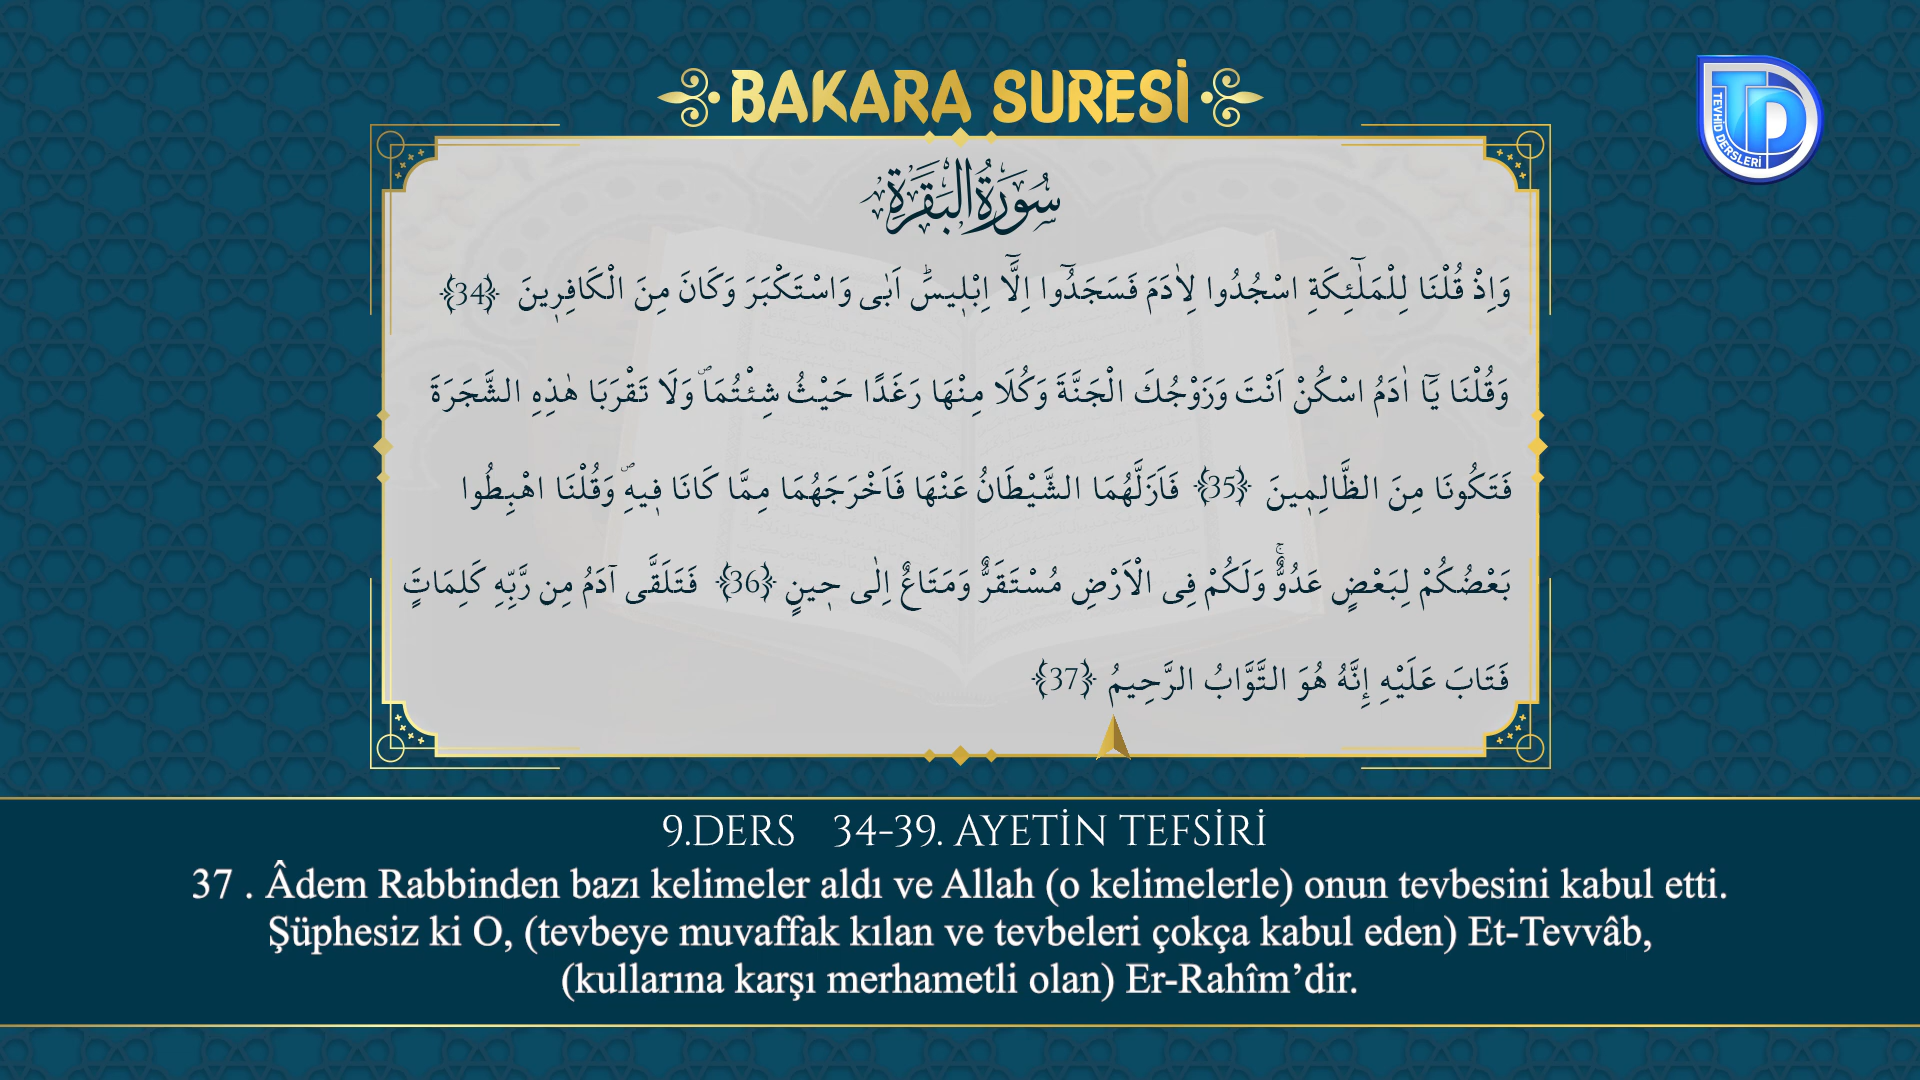 BAKARA SURESİ
TD
TEVHİD DERSLERİ
سُورَةُ الْبَقَرَةِ
وَاِذْ قُلْنَا لِلْمَلٰٓئِكَةِ اسْجُدُوا لِاٰدَمَ فَسَجَدُٓوا اِلَّٓا اِبْل۪يسَۜ اَبٰى وَاسْتَكْبَرَ وَكَانَ مِنَ الْكَافِر۪ينَ ﴿34﴾
وَقُلْنَا يَٓا اٰدَمُ اسْكُنْ اَنْتَ وَزَوْجُكَ الْجَنَّةَ وَكُلَا مِنْهَا رَغَدًا حَيْثُ شِئْتُمَاۖ وَلَا تَقْرَبَا هٰذِهِ الشَّجَرَةَ
فَتَكُونَا مِنَ الظَّالِم۪ينَ ﴿35﴾ فَاَزَلَّهُمَا الشَّيْطَانُ عَنْهَا فَاَخْرَجَهُمَا مِمَّا كَانَا ف۪يهِۖ وَقُلْنَا اهْبِطُوا
بَعْضُكُمْ لِبَعْضٍ عَدُوٌّۚ وَلَكُمْ فِى الْاَرْضِ مُسْتَقَرٌّ وَمَتَاعٌ اِلٰى ح۪ينٍ ﴿36﴾ فَتَلَقَّى آدَمُ مِن رَّبِّهِ كَلِمَاتٍ
فَتَابَ عَلَيْهِ إِنَّهُ هُوَ التَّوَّابُ الرَّحِيمُ ﴿37﴾
9.DERS 34-39. AYETİN TEFSİRİ
37 . Âdem Rabbinden bazı kelimeler aldı ve Allah (o kelimelerle) onun tevbesini kabul etti.
Şüphesiz ki O, (tevbeye muvaffak kılan ve tevbeleri çokça kabul eden) Et-Tevvâb,
(kullarına karşı merhametli olan) Er-Rahîm’dir.